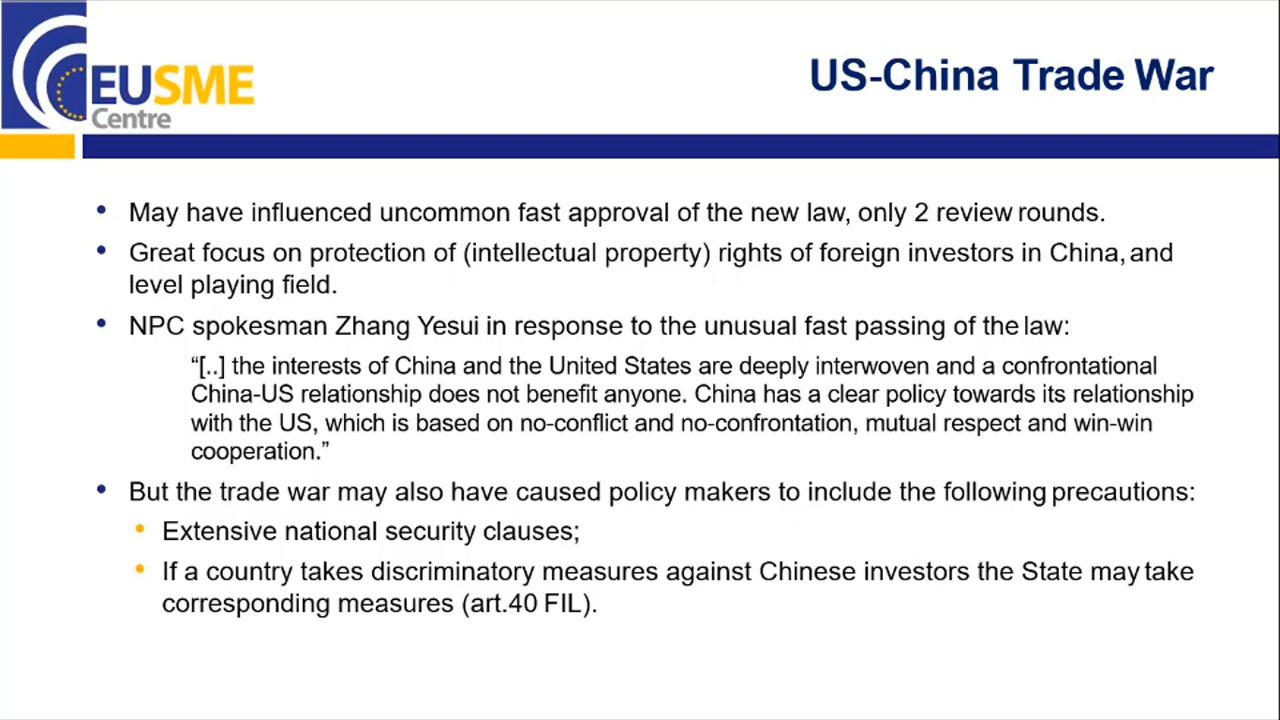 EUSME
Centre
US-China Trade War
• May have influenced uncommon fast approval of the new law, only 2 review rounds.
• Great focus on protection of (intellectual property) rights of foreign investors in China, and
level playing field.
• NPC spokesman Zhang Yesui in response to the unusual fast passing of the law:
“[..] the interests of China and the United States are deeply interwoven and a confrontational
China-US relationship does not benefit anyone. China has a clear policy towards its relationship
with the US, which is based on no-conflict and no-confrontation, mutual respect and win-win
cooperation.”
• But the trade war may also have caused policy makers to include the following precautions:
• Extensive national security clauses;
• If a country takes discriminatory measures against Chinese investors the State may take
corresponding measures (art.40 FIL).